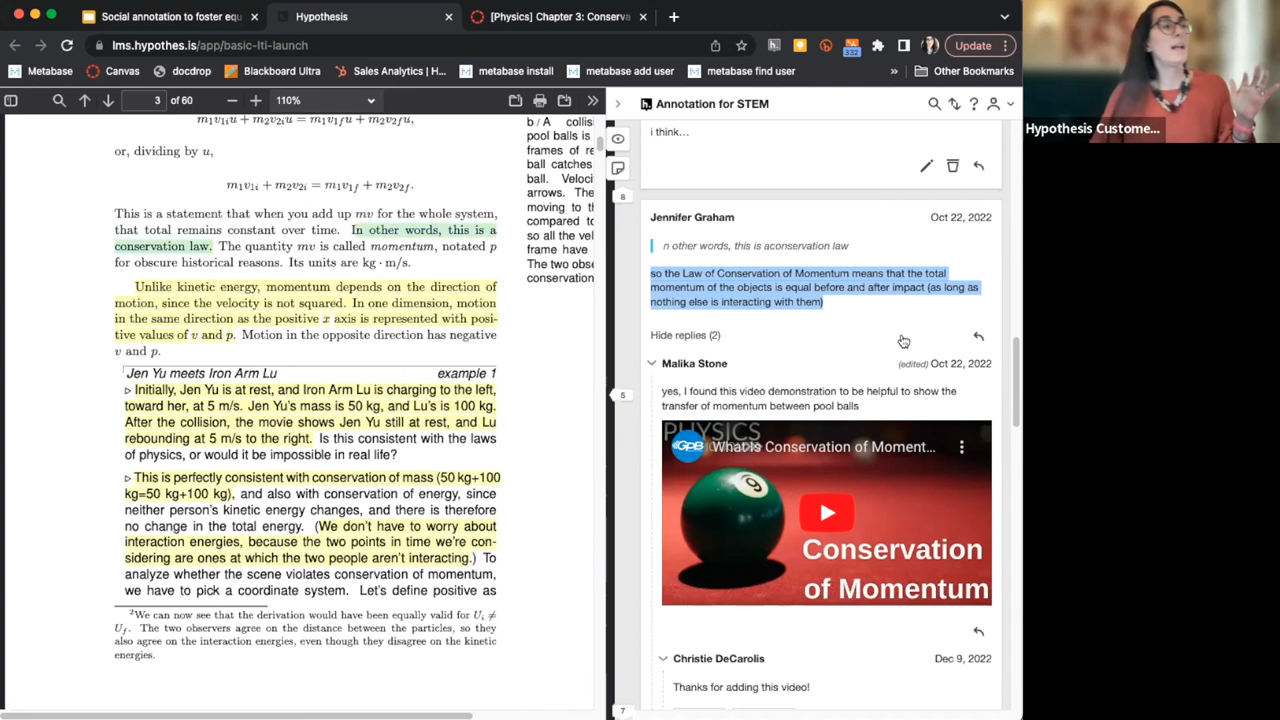 Social annotation to foster equ
Hypothesis
[Physics] Chapter 3: Conserva
lms.hypothes.is/app/basic-lti-launch
332
Update
Metabase
Canvas
docdrop
Blackboard Ultra
Sales Analytics | H...
metabase install
metabase add user
metabase find user
»
Other Bookmarks
3 of 60
110%
m₁v₁ᵢu + m₂v₂ᵢu = m₁v₁fu + m₂v₂fu,
or, dividing by u,
m₁v₁ᵢ + m₂v₂ᵢ = m₁v₁f + m₂v₂f.
This is a statement that when you add up mv for the whole system,
that total remains constant over time. In other words, this is a
conservation law. The quantity mv is called momentum, notated p
for obscure historical reasons. Its units are kg · m/s.
Unlike kinetic energy, momentum depends on the direction of
motion, since the velocity is not squared. In one dimension, motion
in the same direction as the positive x axis is represented with posi-
tive values of v and p. Motion in the opposite direction has negative
v and p.
Jen Yu meets Iron Arm Lu example 1
▷ Initially, Jen Yu is at rest, and Iron Arm Lu is charging to the left,
toward her, at 5 m/s. Jen Yu's mass is 50 kg, and Lu's is 100 kg.
After the collision, the movie shows Jen Yu still at rest, and Lu
rebounding at 5 m/s to the right. Is this consistent with the laws
of physics, or would it be impossible in real life?
▷ This is perfectly consistent with conservation of mass (50 kg+100
kg=50 kg+100 kg), and also with conservation of energy, since
neither person's kinetic energy changes, and there is therefore
no change in the total energy. (We don't have to worry about
interaction energies, because the two points in time we're con-
sidering are ones at which the two people aren't interacting.) To
analyze whether the scene violates conservation of momentum,
we have to pick a coordinate system. Let's define positive as
²We can now see that the derivation would have been equally valid for Uᵢ ≠
Uf. The two observers agree on the distance between the particles, so they
also agree on the interaction energies, even though they disagree on the kinetic
energies.
b / A collis
pool balls is
frames of re
ball catches
ball. Veloci
arrows. The
moving to th
compared to
so all the vel
frame have
The two obse
conservation
Annotation for STEM
i think…
8
Jennifer Graham Oct 22, 2022
n other words, this is aconservation law
so the Law of Conservation of Momentum means that the total
momentum of the objects is equal before and after impact (as long as
nothing else is interacting with them)
Hide replies (2)
5
Malika Stone (edited) Oct 22, 2022
yes, I found this video demonstration to be helpful to show the
transfer of momentum between pool balls
PHYSICS
GPB
What is Conservation of Moment...
9
Conservation
of Momentum
Christie DeCarolis Dec 9, 2022
Thanks for adding this video!
7
Hypothesis Custome...